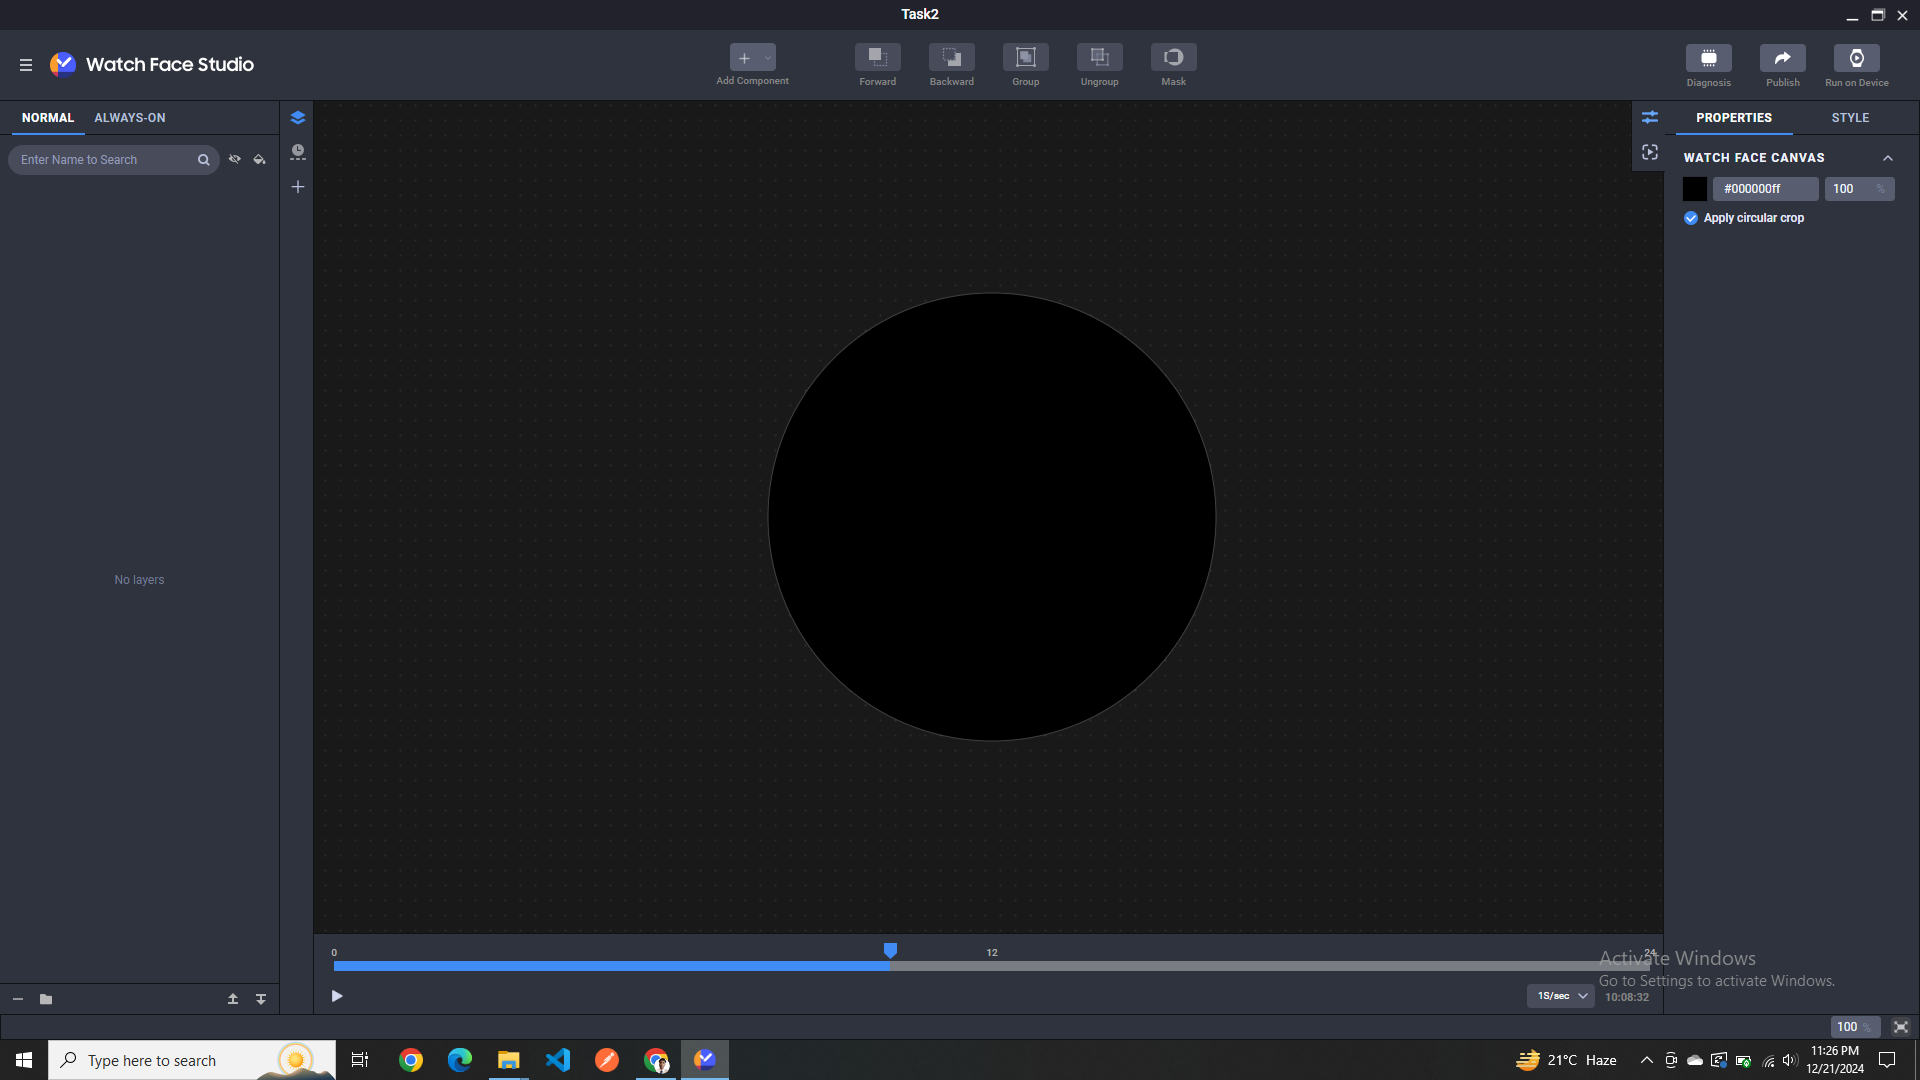 Task2
Watch Face Studio
Add Component
Forward
Backward
Group
Ungroup
Mask
Diagnosis
Publish
Run on Device
NORMAL
ALWAYS-ON
Enter Name to Search
No layers
PROPERTIES
STYLE
WATCH FACE CANVAS
#000000ff
100 %
Apply circular crop
0
12
24
1S/sec
10:08:32
Activate Windows
Go to Settings to activate Windows.
100 %
Type here to search
21°C Haze
11:26 PM
12/21/2024